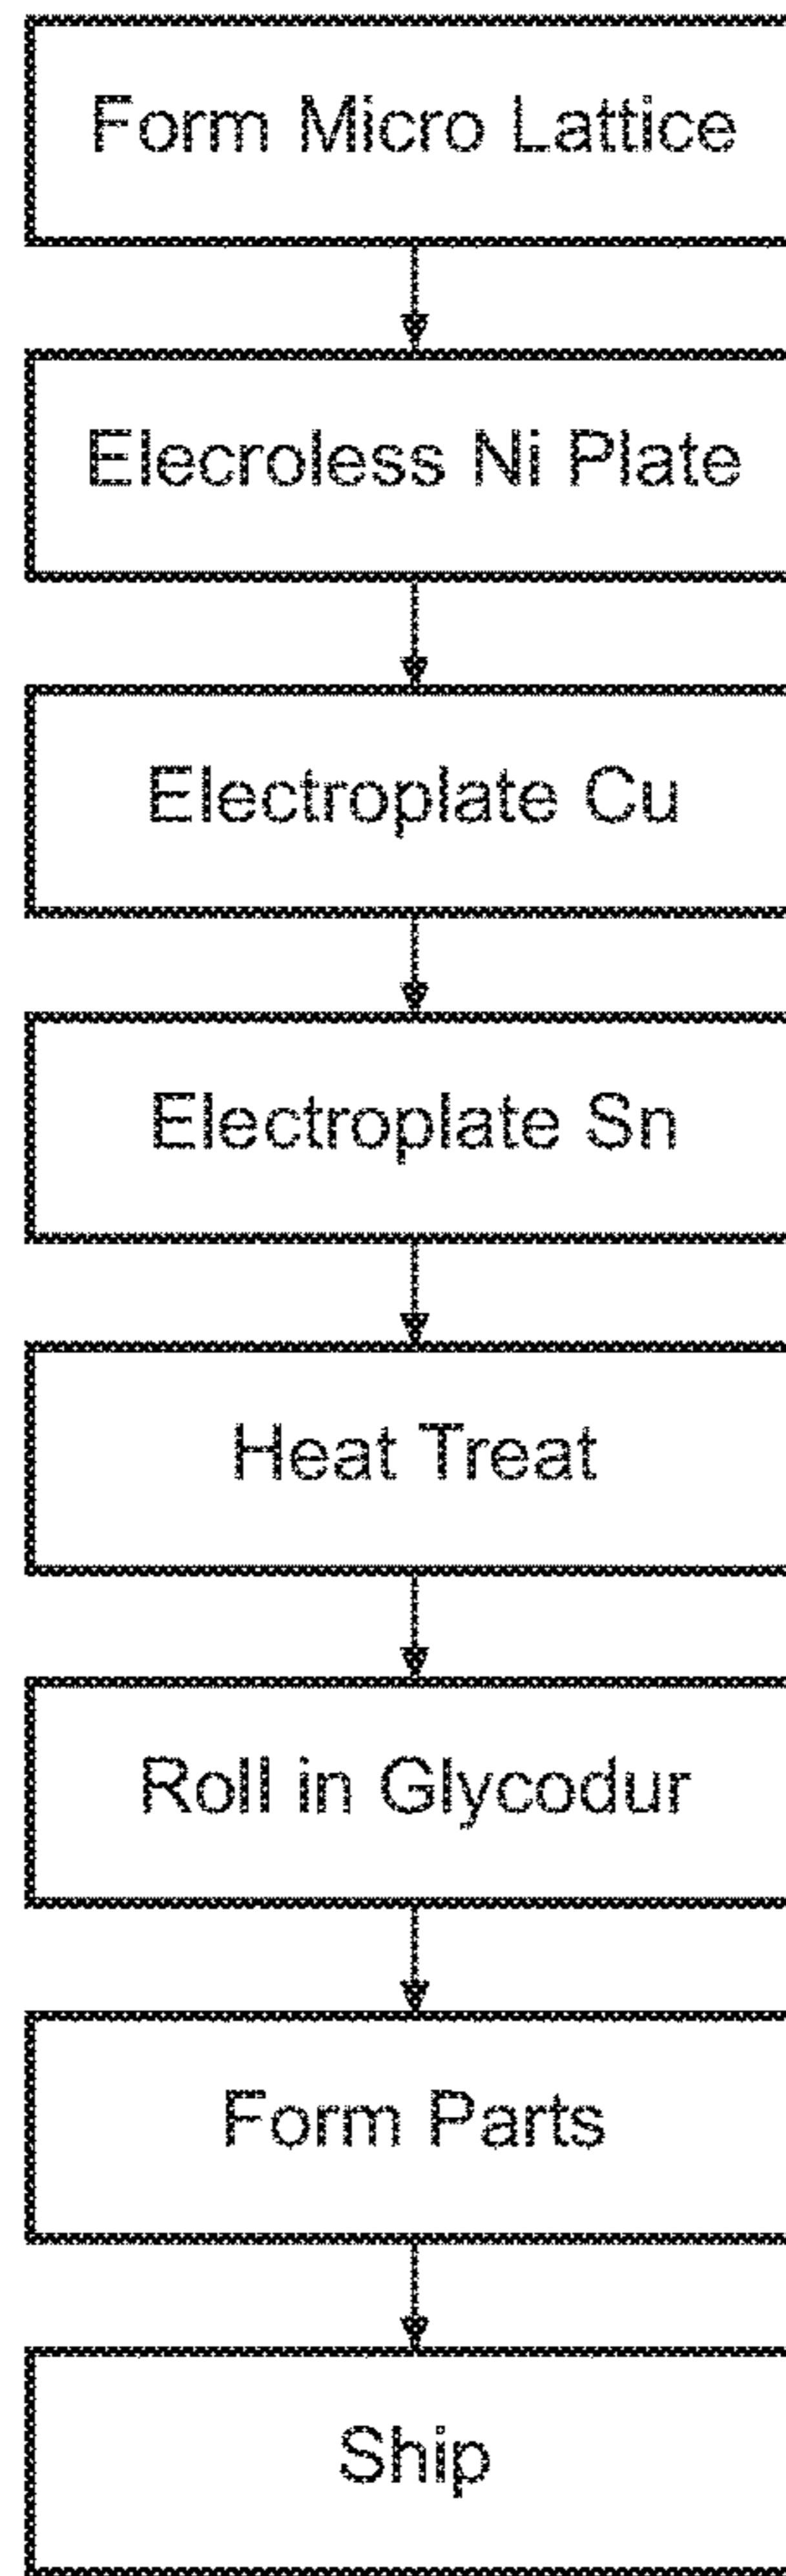 Form Micro Lattice
Elecroless Ni Plate
Electroplate Cu
Electroplate Sn
Heat Treat
Roll in Glycodur
Form Parts
Ship